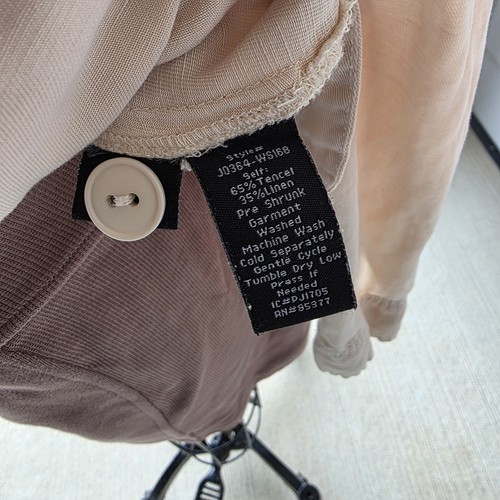 Style#
J0364-WS168
Self:
65%Tencel
35%Linen
Pre Shrunk
Garment
Washed
Machine Wash
Cold Separately
Gentle Cycle
Tumble Dry Low
Press If
Needed
IC#PJ1705
RN#85377